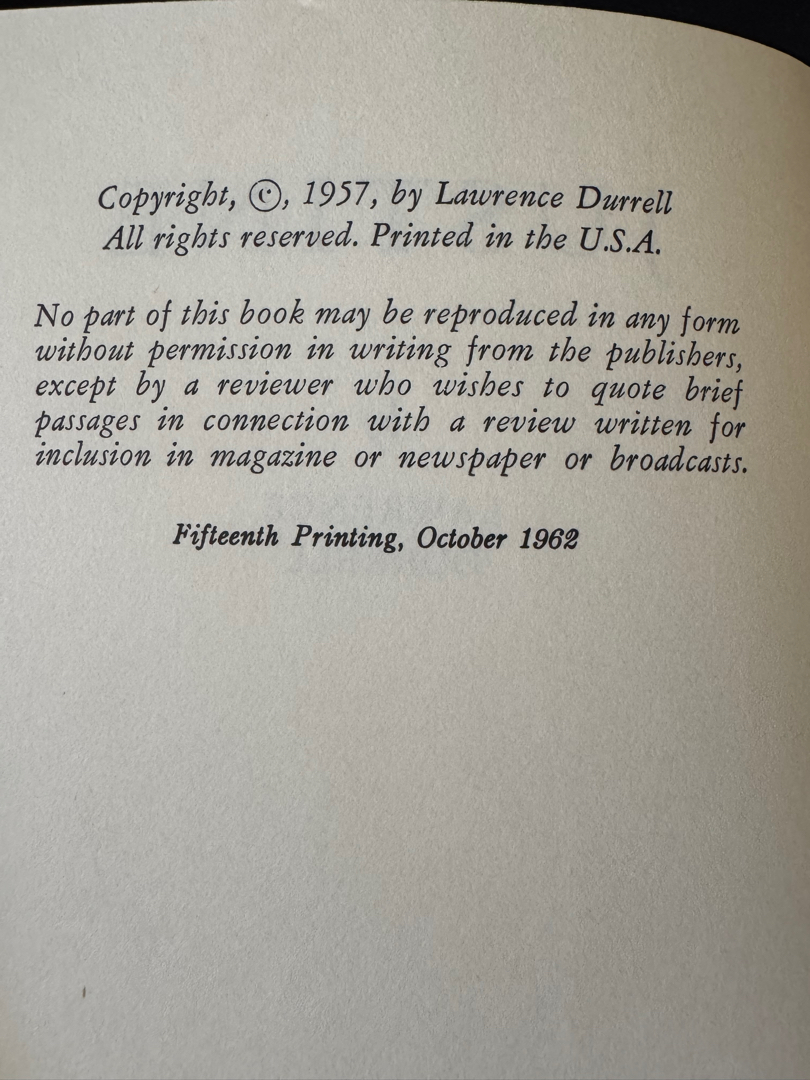 Copyright, ©, 1957, by Lawrence Durrell
All rights reserved. Printed in the U.S.A.
No part of this book may be reproduced in any form
without permission in writing from the publishers,
except by a reviewer who wishes to quote brief
passages in connection with a review written for
inclusion in magazine or newspaper or broadcasts.
Fifteenth Printing, October 1962